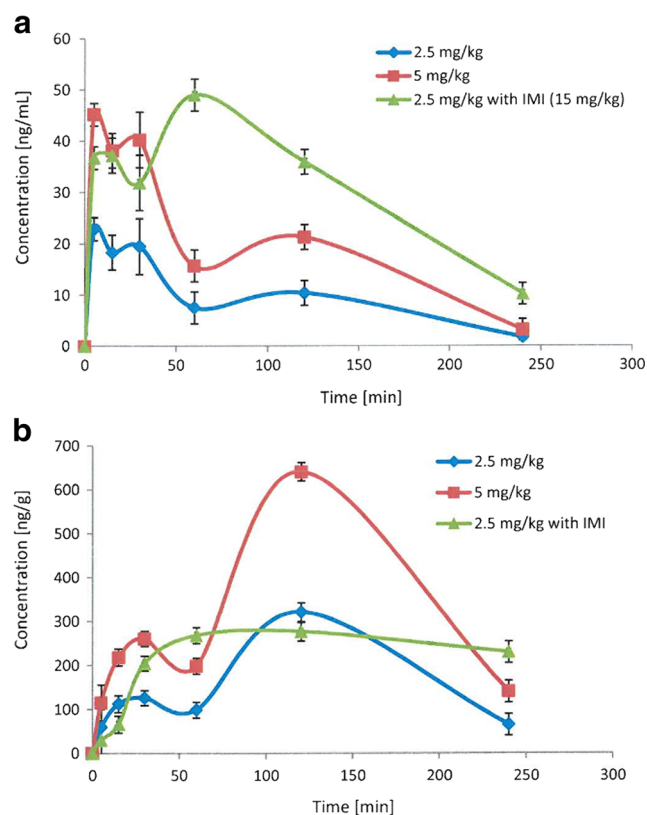 a
60
50
40
30
20
10
0
Concentration [ng/mL]
2.5 mg/kg
5 mg/kg
2.5 mg/kg with IMI (15 mg/kg)
0 50 100 150 200 250 300
Time [min]
b
700
600
500
400
300
200
100
0
Concentration [ng/g]
2.5 mg/kg
5 mg/kg
2.5 mg/kg with IMI
0 50 100 150 200 250 300
Time [min]